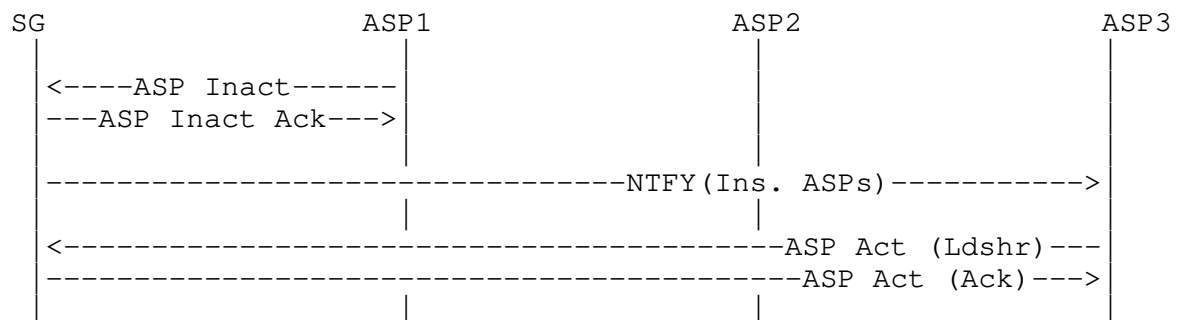 SG ASP1 ASP2 ASP3
<----ASP Inact------
---ASP Inact Ack--->
---------------------------------NTFY(Ins. ASPs)----------->
<-----------------------------------------ASP Act (Ldshr)---
-------------------------------------------ASP Act (Ack)--->